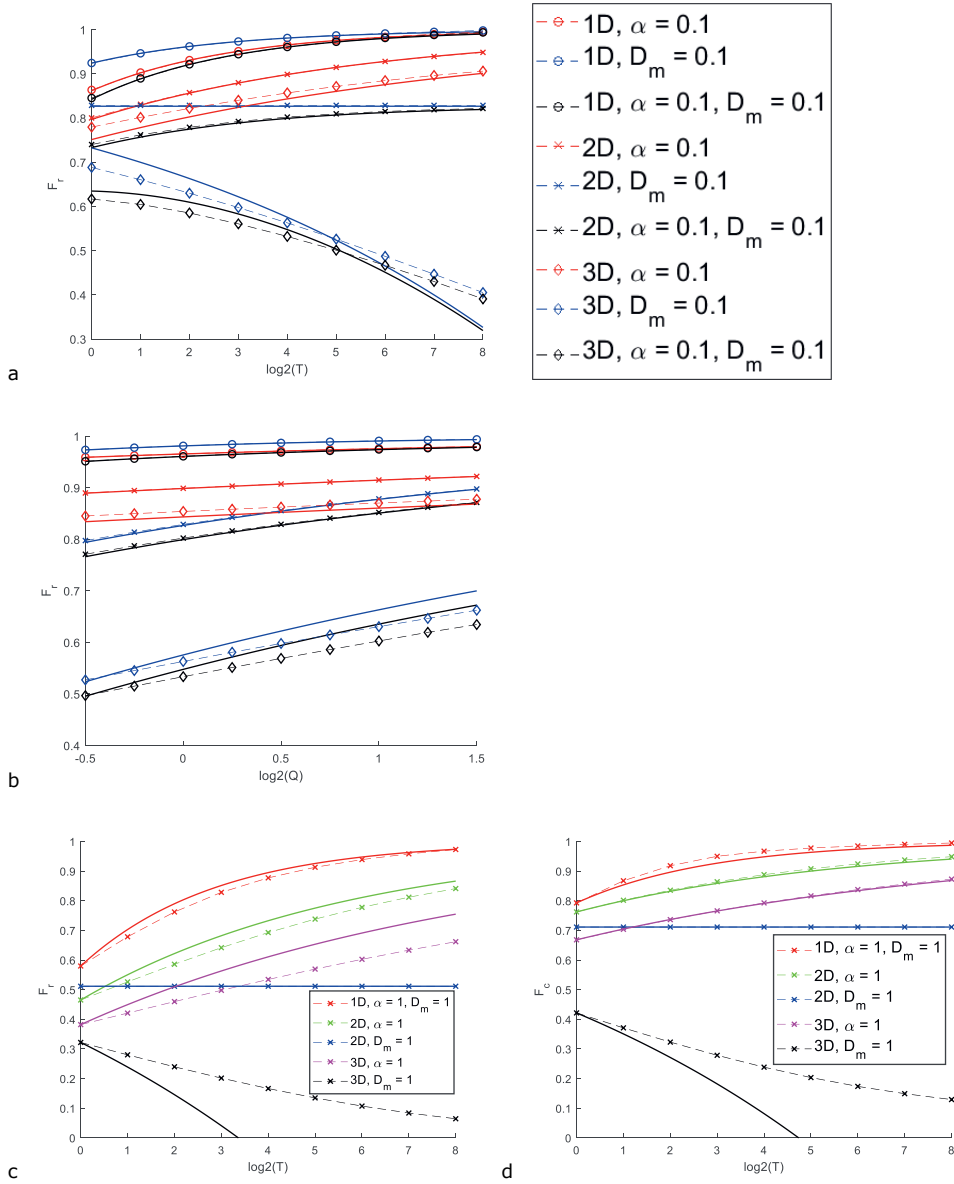 1
0.9
0.8
0.7
0.6
0.5
0.4
0.3
F_r
0 1 2 3 4 5 6 7 8
log2(T)
a
1D, α = 0.1
1D, D_m = 0.1
1D, α = 0.1, D_m = 0.1
2D, α = 0.1
2D, D_m = 0.1
2D, α = 0.1, D_m = 0.1
3D, α = 0.1
3D, D_m = 0.1
3D, α = 0.1, D_m = 0.1
1
0.9
0.8
0.7
0.6
0.5
0.4
F_r
-0.5 0 0.5 1 1.5
log2(Q)
b
1
0.9
0.8
0.7
0.6
0.5
0.4
0.3
0.2
0.1
0
F_r
0 1 2 3 4 5 6 7 8
log2(T)
1D, α = 1, D_m = 1
2D, α = 1
2D, D_m = 1
3D, α = 1
3D, D_m = 1
c
1
0.9
0.8
0.7
0.6
0.5
0.4
0.3
0.2
0.1
0
F_c
0 1 2 3 4 5 6 7 8
log2(T)
1D, α = 1, D_m = 1
2D, α = 1
2D, D_m = 1
3D, α = 1
3D, D_m = 1
d